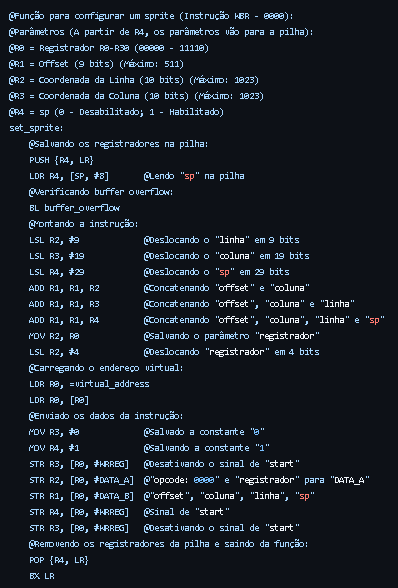 @Função para configurar um sprite (Instrução WBR - 0000):
@Parâmetros (A partir de R4, os parâmetros vão para a pilha):
@R0 = Registrador R0-R30 (00000 - 11110)
@R1 = Offset (9 bits) (Máximo: 511)
@R2 = Coordenada da Linha (10 bits) (Máximo: 1023)
@R3 = Coordenada da Coluna (10 bits) (Máximo: 1023)
@R4 = sp (0 - Desabilitado; 1 - Habilitado)
set_sprite:
@Salvando os registradores na pilha:
PUSH {R4, LR}
LDR R4, [SP, #8] @Lendo "sp" na pilha
@Verificando buffer overflow:
BL buffer_overflow
@Montando a instrução:
LSL R2, #9 @Deslocando o "linha" em 9 bits
LSL R3, #19 @Deslocando o "coluna" em 19 bits
LSL R4, #29 @Deslocando o "sp" em 29 bits
ADD R1, R1, R2 @Concatenando "offset" e "coluna"
ADD R1, R1, R3 @Concatenando "offset", "coluna" e "linha"
ADD R1, R1, R4 @Concatenando "offset", "coluna", "linha" e "sp"
MOV R2, R0 @Salvando o parâmetro "registrador"
LSL R2, #4 @Deslocando "registrador" em 4 bits
@Carregando o endereço virtual:
LDR R0, =virtual_address
LDR R0, [R0]
@Enviado os dados da instrução:
MOV R3, #0 @Salvado a constante "0"
MOV R4, #1 @Salvando a constante "1"
STR R3, [R0, #WRREG] @Desativando o sinal de "start"
STR R2, [R0, #DATA_A] @"opcode: 0000" e "registrador" para "DATA_A"
STR R1, [R0, #DATA_B] @"offset", "coluna", "linha", "sp"
STR R4, [R0, #WRREG] @Sinal de "start"
STR R3, [R0, #WRREG] @Desativando o sinal de "start"
@Removendo os registradores da pilha e saindo da função:
POP {R4, LR}
BX LR